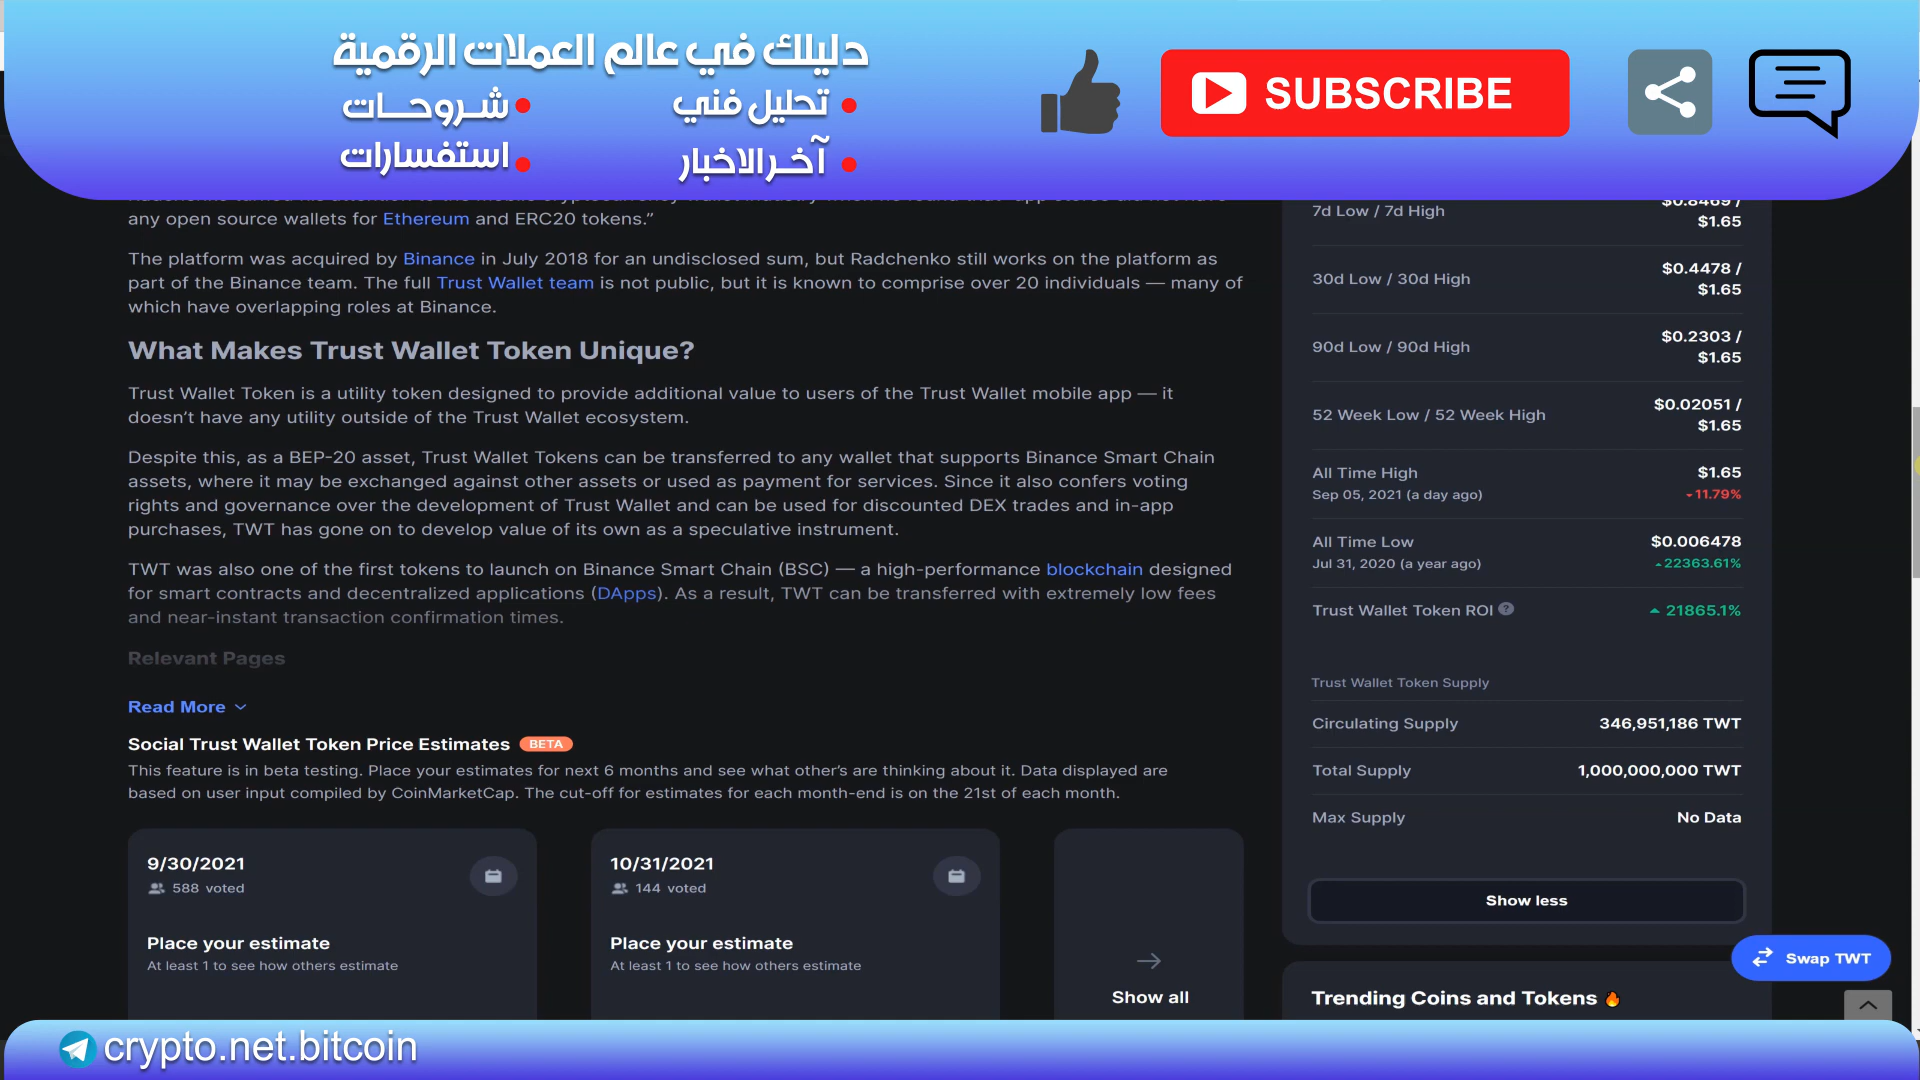 دليلك في عالم العملات الرقمية
تحليل فني
شروحات
آخر الاخبار
استفسارات
SUBSCRIBE
any open source wallets for Ethereum and ERC20 tokens.”
The platform was acquired by Binance in July 2018 for an undisclosed sum, but Radchenko still works on the platform as
part of the Binance team. The full Trust Wallet team is not public, but it is known to comprise over 20 individuals — many of
which have overlapping roles at Binance.
What Makes Trust Wallet Token Unique?
Trust Wallet Token is a utility token designed to provide additional value to users of the Trust Wallet mobile app — it
doesn’t have any utility outside of the Trust Wallet ecosystem.
Despite this, as a BEP-20 asset, Trust Wallet Tokens can be transferred to any wallet that supports Binance Smart Chain
assets, where it may be exchanged against other assets or used as payment for services. Since it also confers voting
rights and governance over the development of Trust Wallet and can be used for discounted DEX trades and in-app
purchases, TWT has gone on to develop value of its own as a speculative instrument.
TWT was also one of the first tokens to launch on Binance Smart Chain (BSC) — a high-performance blockchain designed
for smart contracts and decentralized applications (DApps). As a result, TWT can be transferred with extremely low fees
and near-instant transaction confirmation times.
Relevant Pages
Read More
Social Trust Wallet Token Price Estimates BETA
This feature is in beta testing. Place your estimates for next 6 months and see what other’s are thinking about it. Data displayed are
based on user input compiled by CoinMarketCap. The cut-off for estimates for each month-end is on the 21st of each month.
9/30/2021
588 voted
Place your estimate
At least 1 to see how others estimate
10/31/2021
144 voted
Place your estimate
At least 1 to see how others estimate
Show all
7d Low / 7d High
$0.8469 /
$1.65
30d Low / 30d High
$0.4478 /
$1.65
90d Low / 90d High
$0.2303 /
$1.65
52 Week Low / 52 Week High
$0.02051 /
$1.65
All Time High
$1.65
Sep 05, 2021 (a day ago)
11.79%
All Time Low
$0.006478
Jul 31, 2020 (a year ago)
22363.61%
Trust Wallet Token ROI
21865.1%
Trust Wallet Token Supply
Circulating Supply
346,951,186 TWT
Total Supply
1,000,000,000 TWT
Max Supply
No Data
Show less
Swap TWT
Trending Coins and Tokens
crypto.net.bitcoin